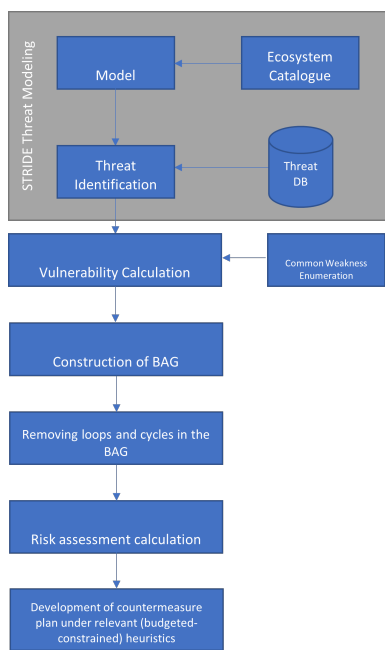 STRIDE Threat Modeling
Model
Ecosystem
Catalogue
Threat
Identification
Threat
DB
Vulnerability Calculation
Common Weakness
Enumeration
Construction of BAG
Removing loops and cycles in the
BAG
Risk assessment calculation
Development of countermeasure
plan under relevant (budgeted-
constrained) heuristics